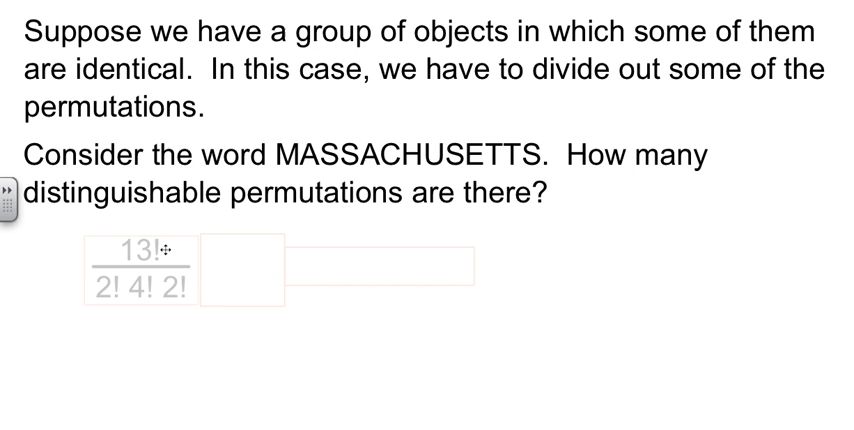 Suppose we have a group of objects in which some of them
are identical.  In this case, we have to divide out some of the
permutations.
Consider the word MASSACHUSETTS.  How many
distinguishable permutations are there?
13!
2! 4! 2!